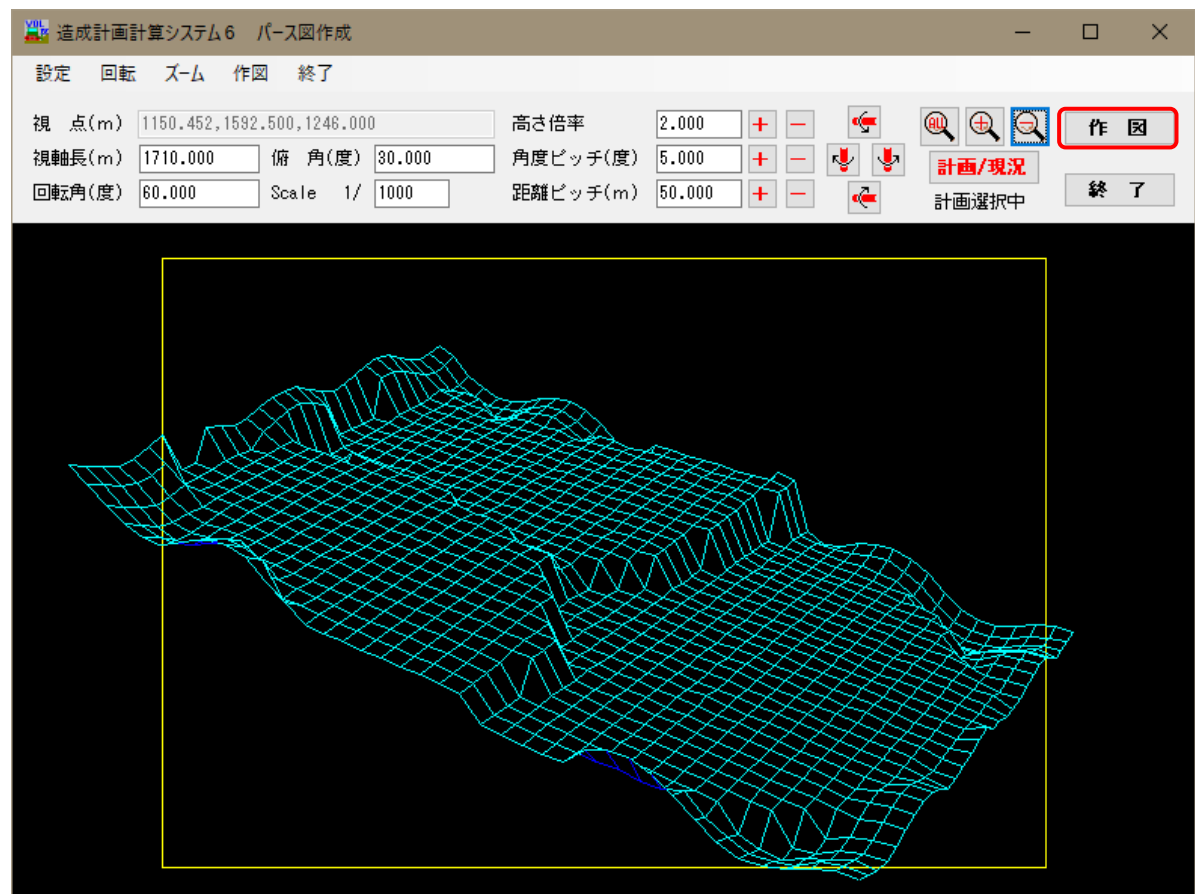 造成計画計算システム6 パース図作成
設定 回転 ズーム 作図 終了
視 点(m) 1150.452,1592.500,1246.000 高さ倍率 2.000 + - ALL 作 図
視軸長(m) 1710.000 俯 角(度) 30.000 角度ピッチ(度) 5.000 + - 計画/現況
回転角(度) 60.000 Scale 1/ 1000 距離ピッチ(m) 50.000 + - 計画選択中 終 了